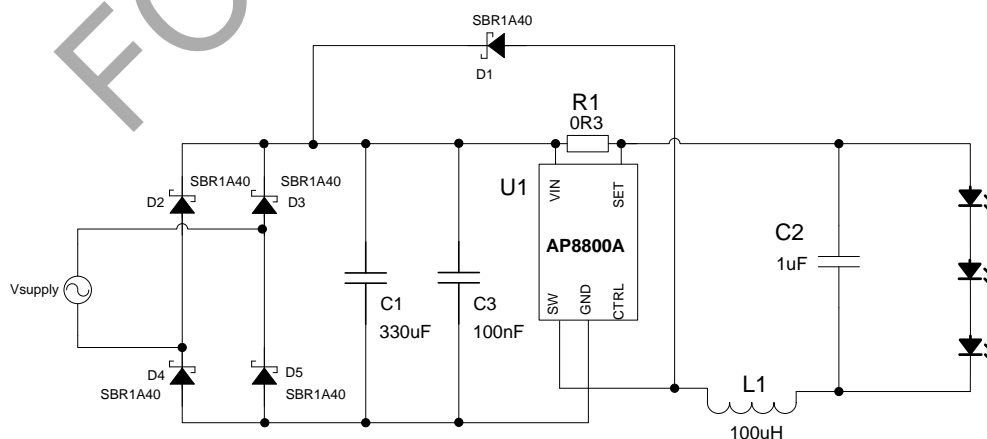 FO
SBR1A40
D1
R1
0R3
U1
VIN
SET
AP8800A
SW
GND
CTRL
SBR1A40
SBR1A40
D2
D3
Vsupply
C1
330uF
C3
100nF
C2
1uF
D4
D5
SBR1A40
SBR1A40
L1
100uH